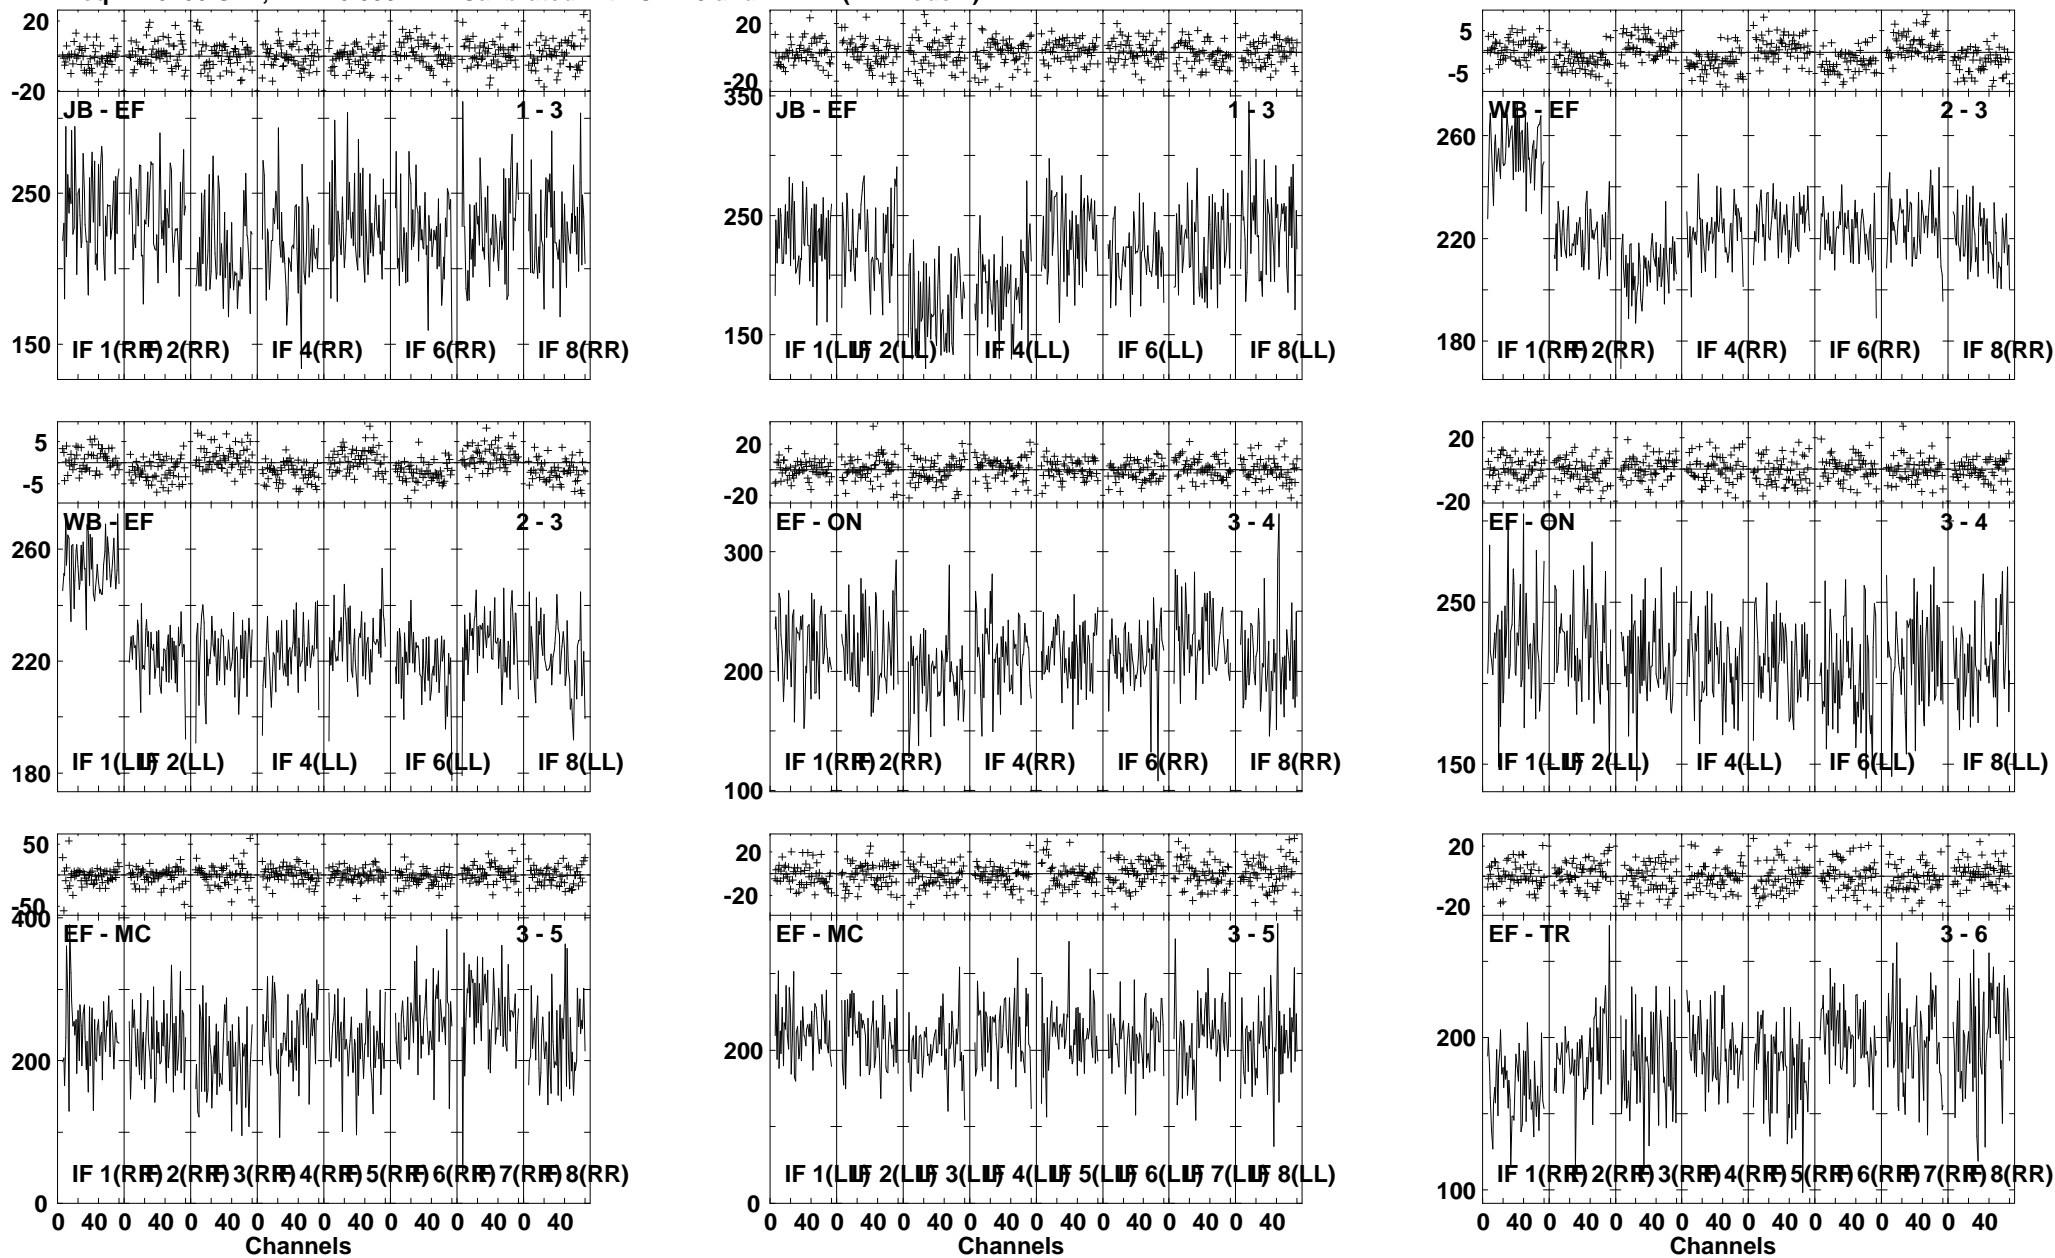 20
-20
JB - EF 1 - 3
250
150
IF 1(RR) IF 2(RR) IF 4(RR) IF 6(RR) IF 8(RR)
20
-20
350
JB - EF 1 - 3
250
150
IF 1(LL) IF 2(LL) IF 4(LL) IF 6(LL) IF 8(LL)
5
-5
WB - EF 2 - 3
260
220
180
IF 1(RR) IF 2(RR) IF 4(RR) IF 6(RR) IF 8(RR)
5
-5
WB - EF 2 - 3
260
220
180
IF 1(LL) IF 2(LL) IF 4(LL) IF 6(LL) IF 8(LL)
20
-20
EF - ON 3 - 4
300
200
100
IF 1(RR) IF 2(RR) IF 4(RR) IF 6(RR) IF 8(RR)
20
-20
EF - ON 3 - 4
250
150
IF 1(LL) IF 2(LL) IF 4(LL) IF 6(LL) IF 8(LL)
50
-50
400
EF - MC 3 - 5
200
0
IF 1(RR) IF 2(RR) IF 3(RR) IF 4(RR) IF 5(RR) IF 6(RR) IF 7(RR) IF 8(RR)
0 40 0 40 0 40 0 40 0 40 0 40 0 40 0 40
Channels
20
-20
EF - MC 3 - 5
200
0
IF 1(LL) IF 2(LL) IF 3(LL) IF 4(LL) IF 5(LL) IF 6(LL) IF 7(LL) IF 8(LL)
0 40 0 40 0 40 0 40 0 40 0 40 0 40 0 40
Channels
20
-20
EF - TR 3 - 6
200
100
IF 1(RR) IF 2(RR) IF 3(RR) IF 4(RR) IF 5(RR) IF 6(RR) IF 7(RR) IF 8(RR)
0 40 0 40 0 40 0 40 0 40 0 40 0 40 0 40
Channels